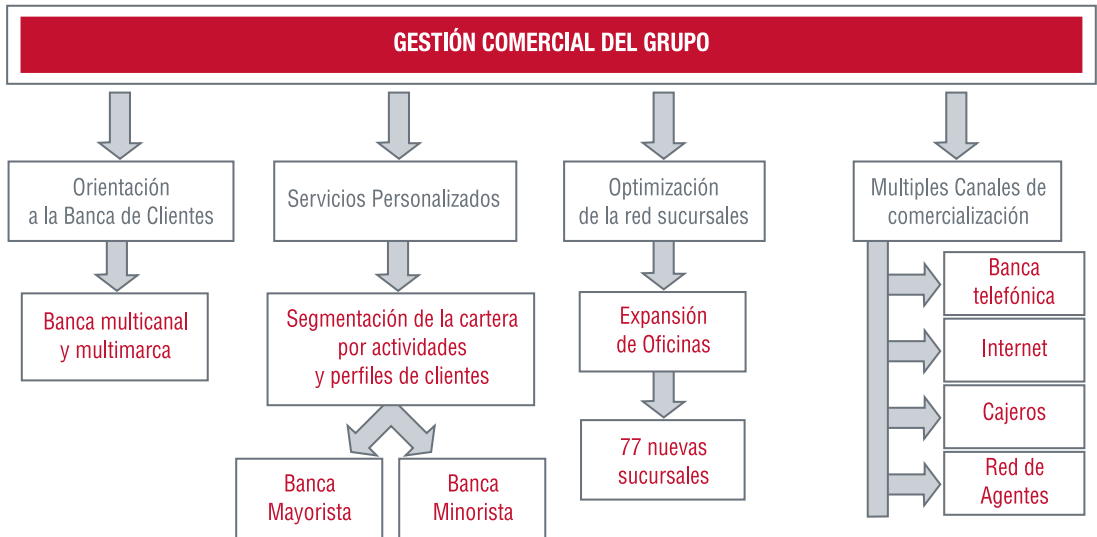 GESTIÓN COMERCIAL DEL GRUPO
Orientación
a la Banca de Clientes
Servicios Personalizados
Optimización
de la red sucursales
Multiples Canales de
comercialización
Banca multicanal
y multimarca
Segmentación de la cartera
por actividades
y perfiles de clientes
Banca
Mayorista
Banca
Minorista
Expansión
de Oficinas
77 nuevas
sucursales
Banca
telefónica
Internet
Cajeros
Red de
Agentes